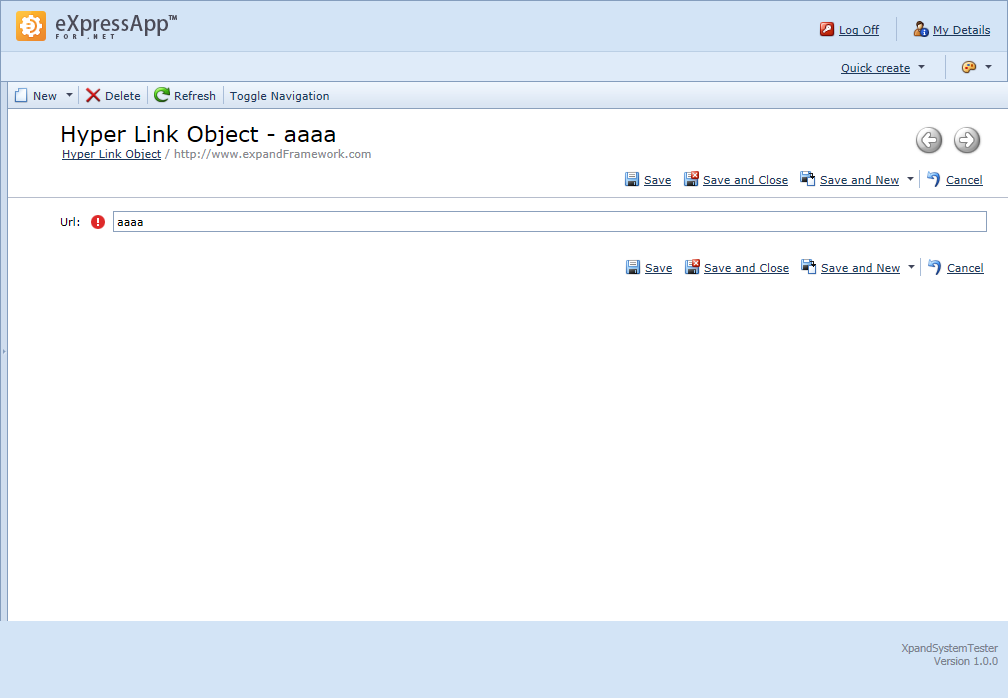 eXpressApp™
FOR .NET
Log Off
My Details
Quick create
New
Delete
Refresh
Toggle Navigation
Hyper Link Object - aaaa
Hyper Link Object / http://www.expandFramework.com
Save
Save and Close
Save and New
Cancel
Url:
aaaa
Save
Save and Close
Save and New
Cancel
XpandSystemTester
Version 1.0.0